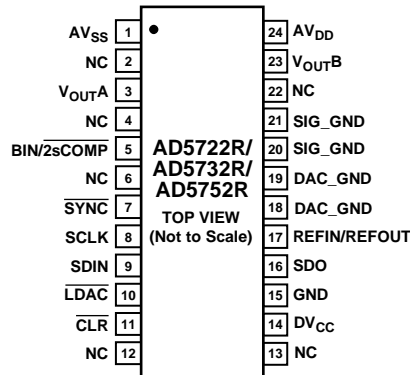 AVSS 1
NC 2
VOUTA 3
NC 4
BIN/2sCOMP 5
NC 6
SYNC 7
SCLK 8
SDIN 9
LDAC 10
CLR 11
NC 12
AD5722R/
AD5732R/
AD5752R
TOP VIEW
(Not to Scale)
24 AVDD
23 VOUTB
22 NC
21 SIG_GND
20 SIG_GND
19 DAC_GND
18 DAC_GND
17 REFIN/REFOUT
16 SDO
15 GND
14 DVCC
13 NC